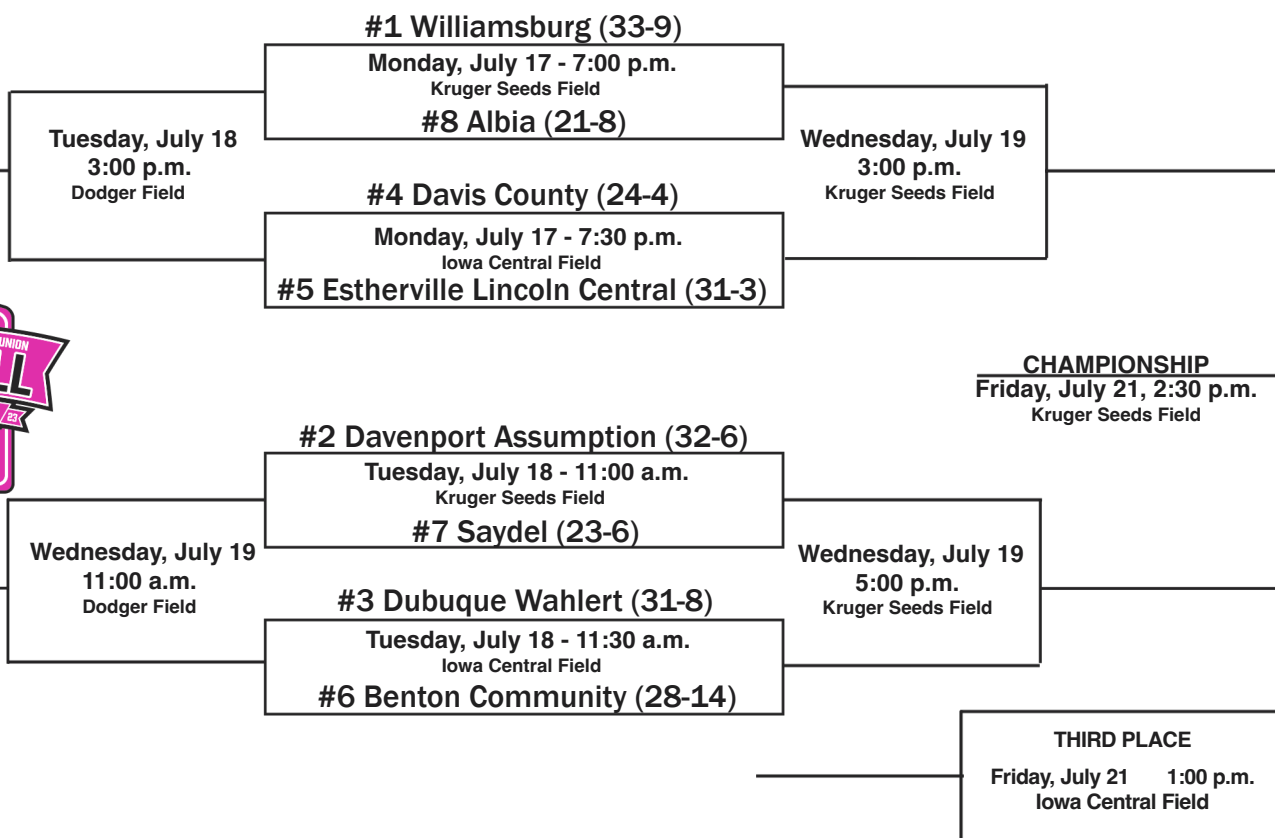 #1 Williamsburg (33-9)
Monday, July 17 - 7:00 p.m.
Kruger Seeds Field
#8 Albia (21-8)
Tuesday, July 18
3:00 p.m.
Dodger Field
Wednesday, July 19
3:00 p.m.
Kruger Seeds Field
#4 Davis County (24-4)
Monday, July 17 - 7:30 p.m.
Iowa Central Field
#5 Estherville Lincoln Central (31-3)
UNION
LL
23
CHAMPIONSHIP
Friday, July 21, 2:30 p.m.
Kruger Seeds Field
#2 Davenport Assumption (32-6)
Tuesday, July 18 - 11:00 a.m.
Kruger Seeds Field
#7 Saydel (23-6)
Wednesday, July 19
11:00 a.m.
Dodger Field
Wednesday, July 19
5:00 p.m.
Kruger Seeds Field
#3 Dubuque Wahlert (31-8)
Tuesday, July 18 - 11:30 a.m.
Iowa Central Field
#6 Benton Community (28-14)
THIRD PLACE
Friday, July 21 1:00 p.m.
Iowa Central Field